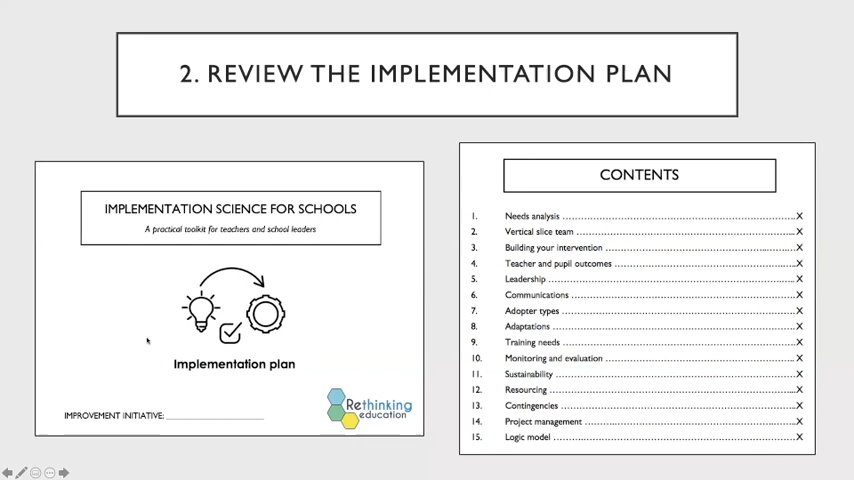 2. REVIEW THE IMPLEMENTATION PLAN
IMPLEMENTATION SCIENCE FOR SCHOOLS
A practical toolkit for teachers and school leaders
Implementation plan
IMPROVEMENT INITIATIVE: ____________________
Rethinking
education
CONTENTS
1. Needs analysis ........ X
2. Vertical slice team ........ X
3. Building your intervention ........ X
4. Teacher and pupil outcomes ........ X
5. Leadership ........ X
6. Communications ........ X
7. Adopter types ........ X
8. Adaptations ........ X
9. Training needs ........ X
10. Monitoring and evaluation ........ X
11. Sustainability ........ X
12. Resourcing ........ X
13. Contingencies ........ X
14. Project management ........ X
15. Logic model ........ X